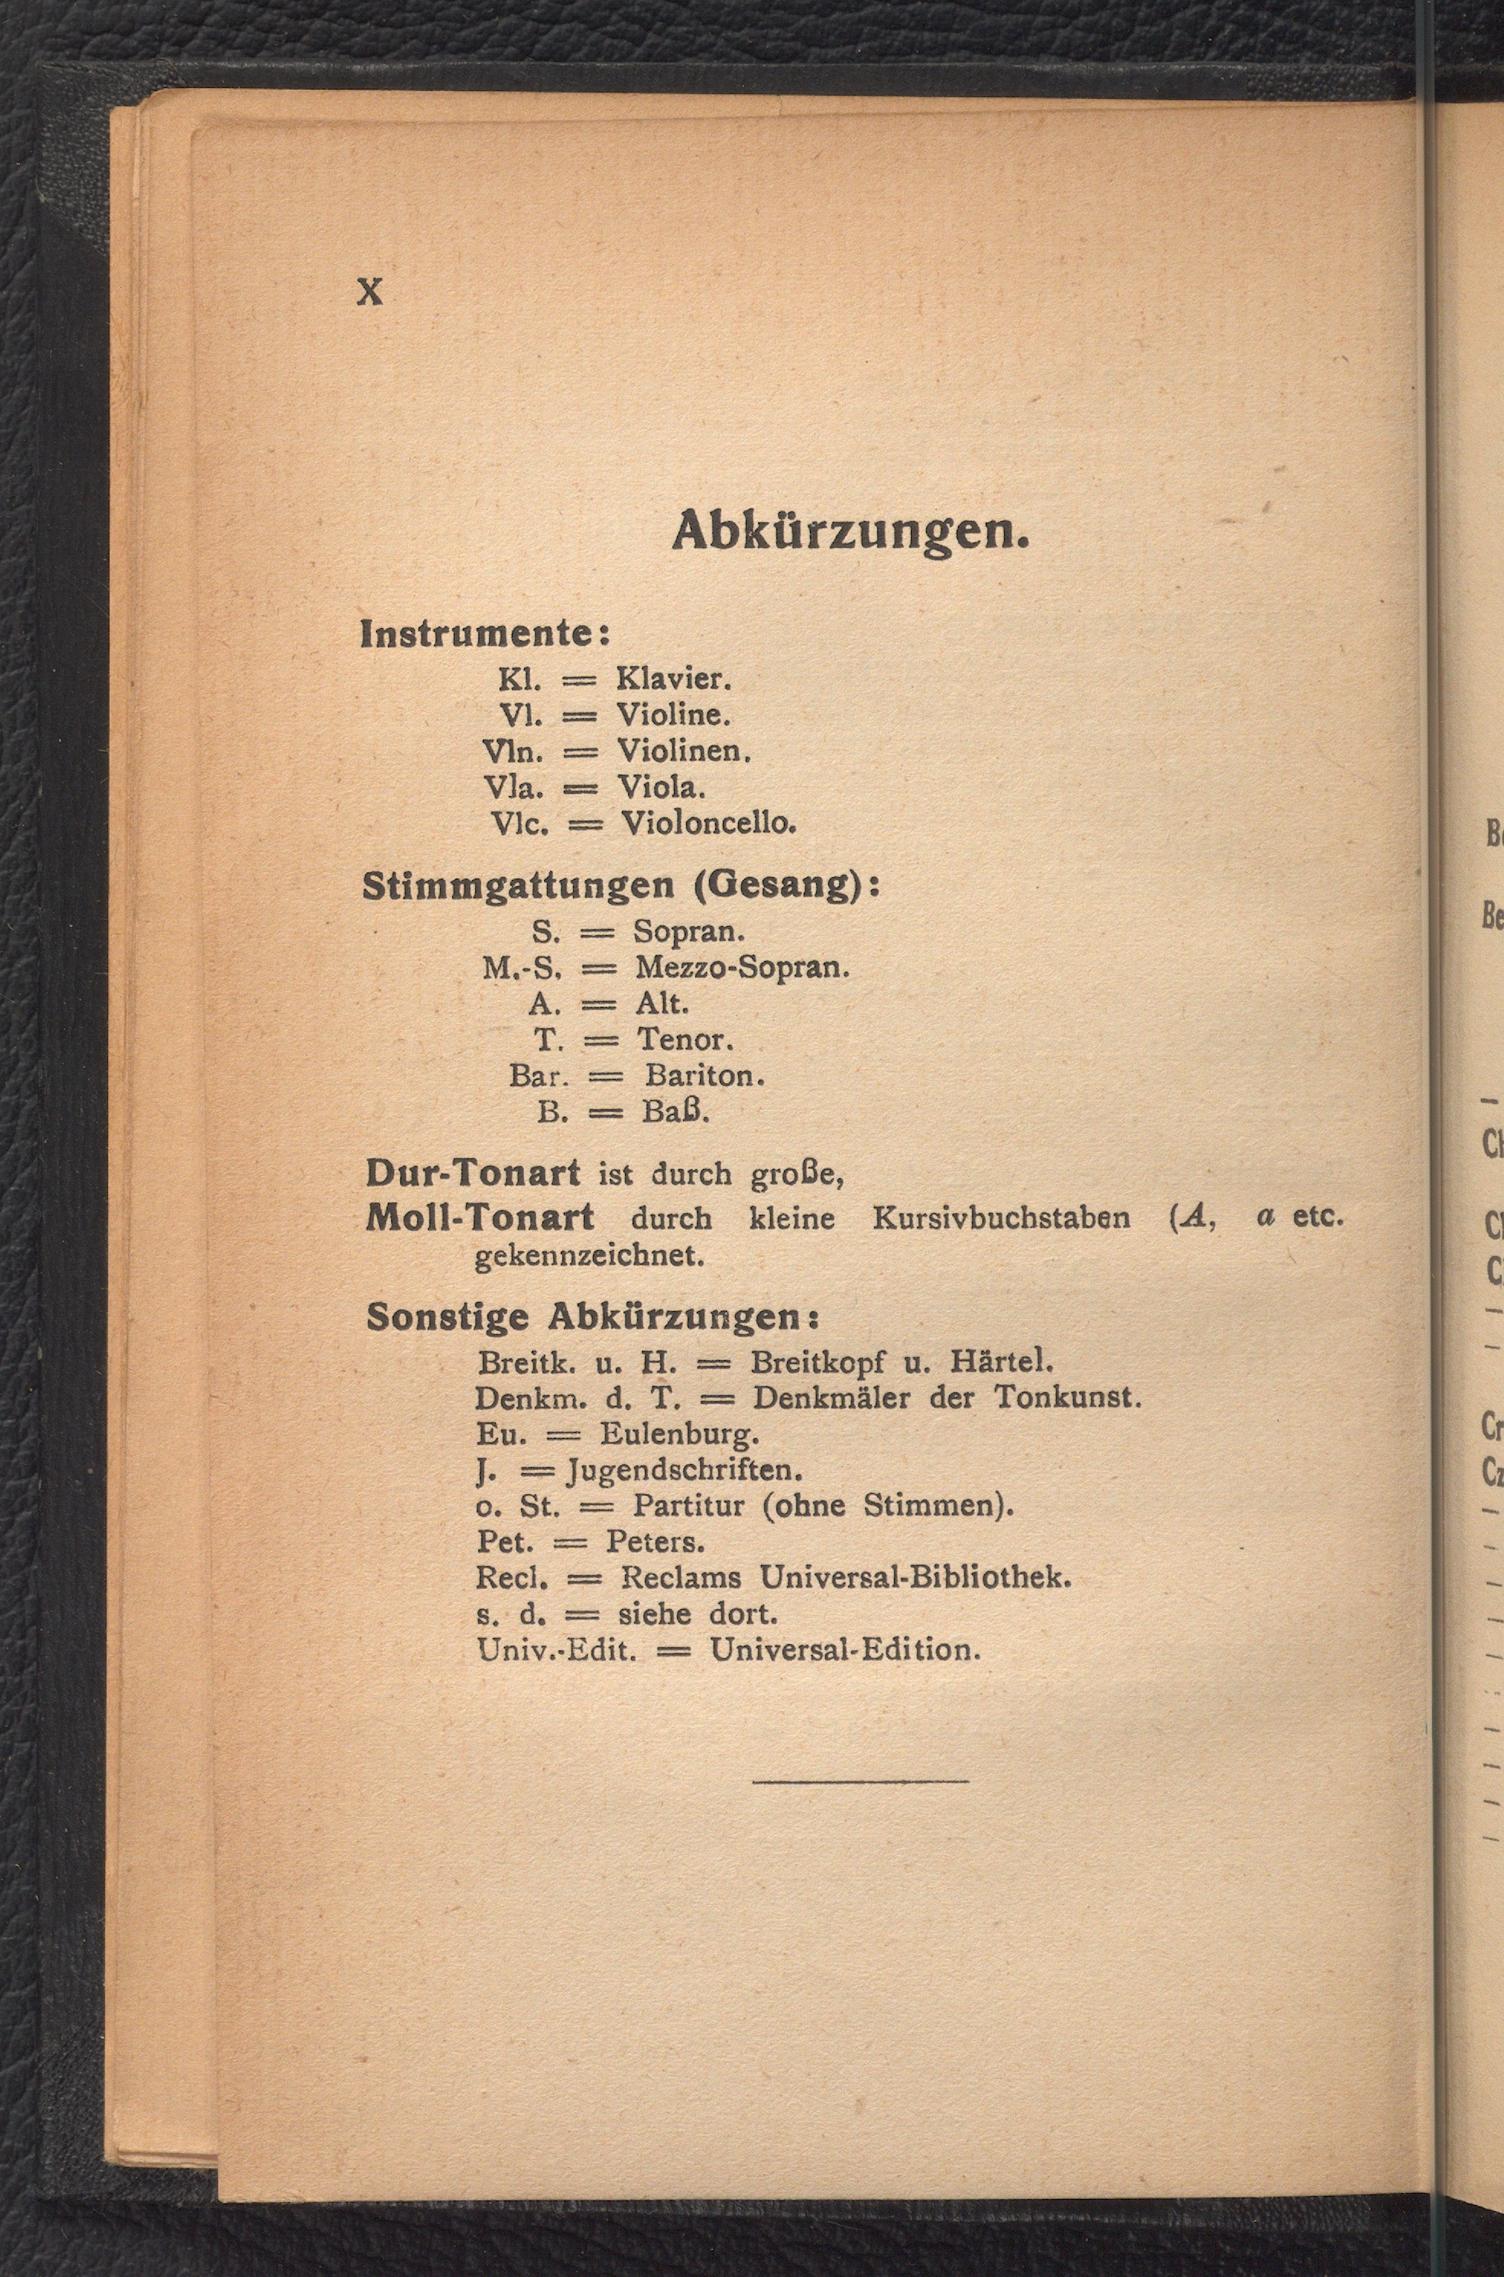 X
Abkürzungen.
Instrumente:
Kl. = Klavier.
Vl. = Violine.
Vln. = Violinen.
Vla. = Viola.
Vlc. = Violoncello.
Stimmgattungen (Gesang):
S. = Sopran.
M.-S. = Mezzo-Sopran.
A. = Alt.
T. = Tenor.
Bar. = Bariton.
B. = Baß.
Dur-Tonart ist durch große,
Moll-Tonart durch kleine Kursivbuchstaben (A, a etc.
gekennzeichnet.
Sonstige Abkürzungen:
Breitk. u. H. = Breitkopf u. Härtel.
Denkm. d. T. = Denkmäler der Tonkunst.
Eu. = Eulenburg.
J. = Jugendschriften.
o. St. = Partitur (ohne Stimmen).
Pet. = Peters.
Recl. = Reclams Universal-Bibliothek.
s. d. = siehe dort.
Univ.-Edit. = Universal-Edition.